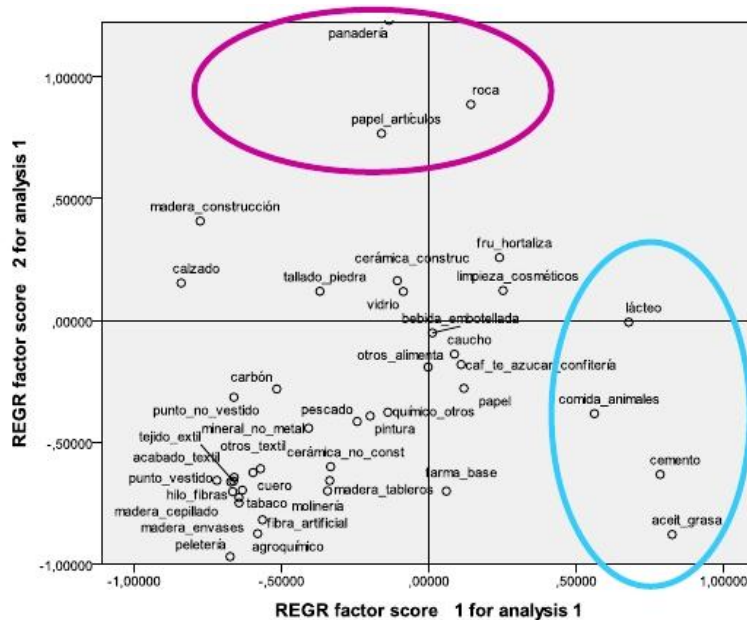 panadería
1,00000
roca
papel_artículos
,50000
madera_construcción
fru_hortaliza
cerámica_construc
calzado
tallado_piedra
limpieza_cosméticos
vidrio
lácteo
,00000
bebida_embotellada
caucho
otros_alimenta
caf_te_azucar_confitería
carbón
comida_animales
punto_no_vestido
pescado
químico_otros
papel
mineral_no_metal
pintura
-,50000
tejido_extil
otros_textil
acabado_textil
cerámica_no_const
cemento
punto_vestido
cuero
farma_base
hilo_fibras
madera_tableros
tabaco
molinería
madera_cepillado
aceit_grasa
madera_envases
fibra_artificial
peletería
agroquímico
-1,00000
-1,00000 -,50000 ,00000 ,50000 1,00000
REGR factor score 2 for analysis 1
REGR factor score 1 for analysis 1